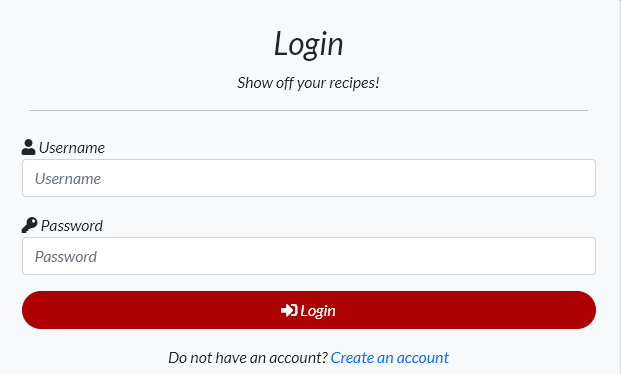 Login
Show off your recipes!
Username
Username
Password
Password
Login
Do not have an account? Create an account